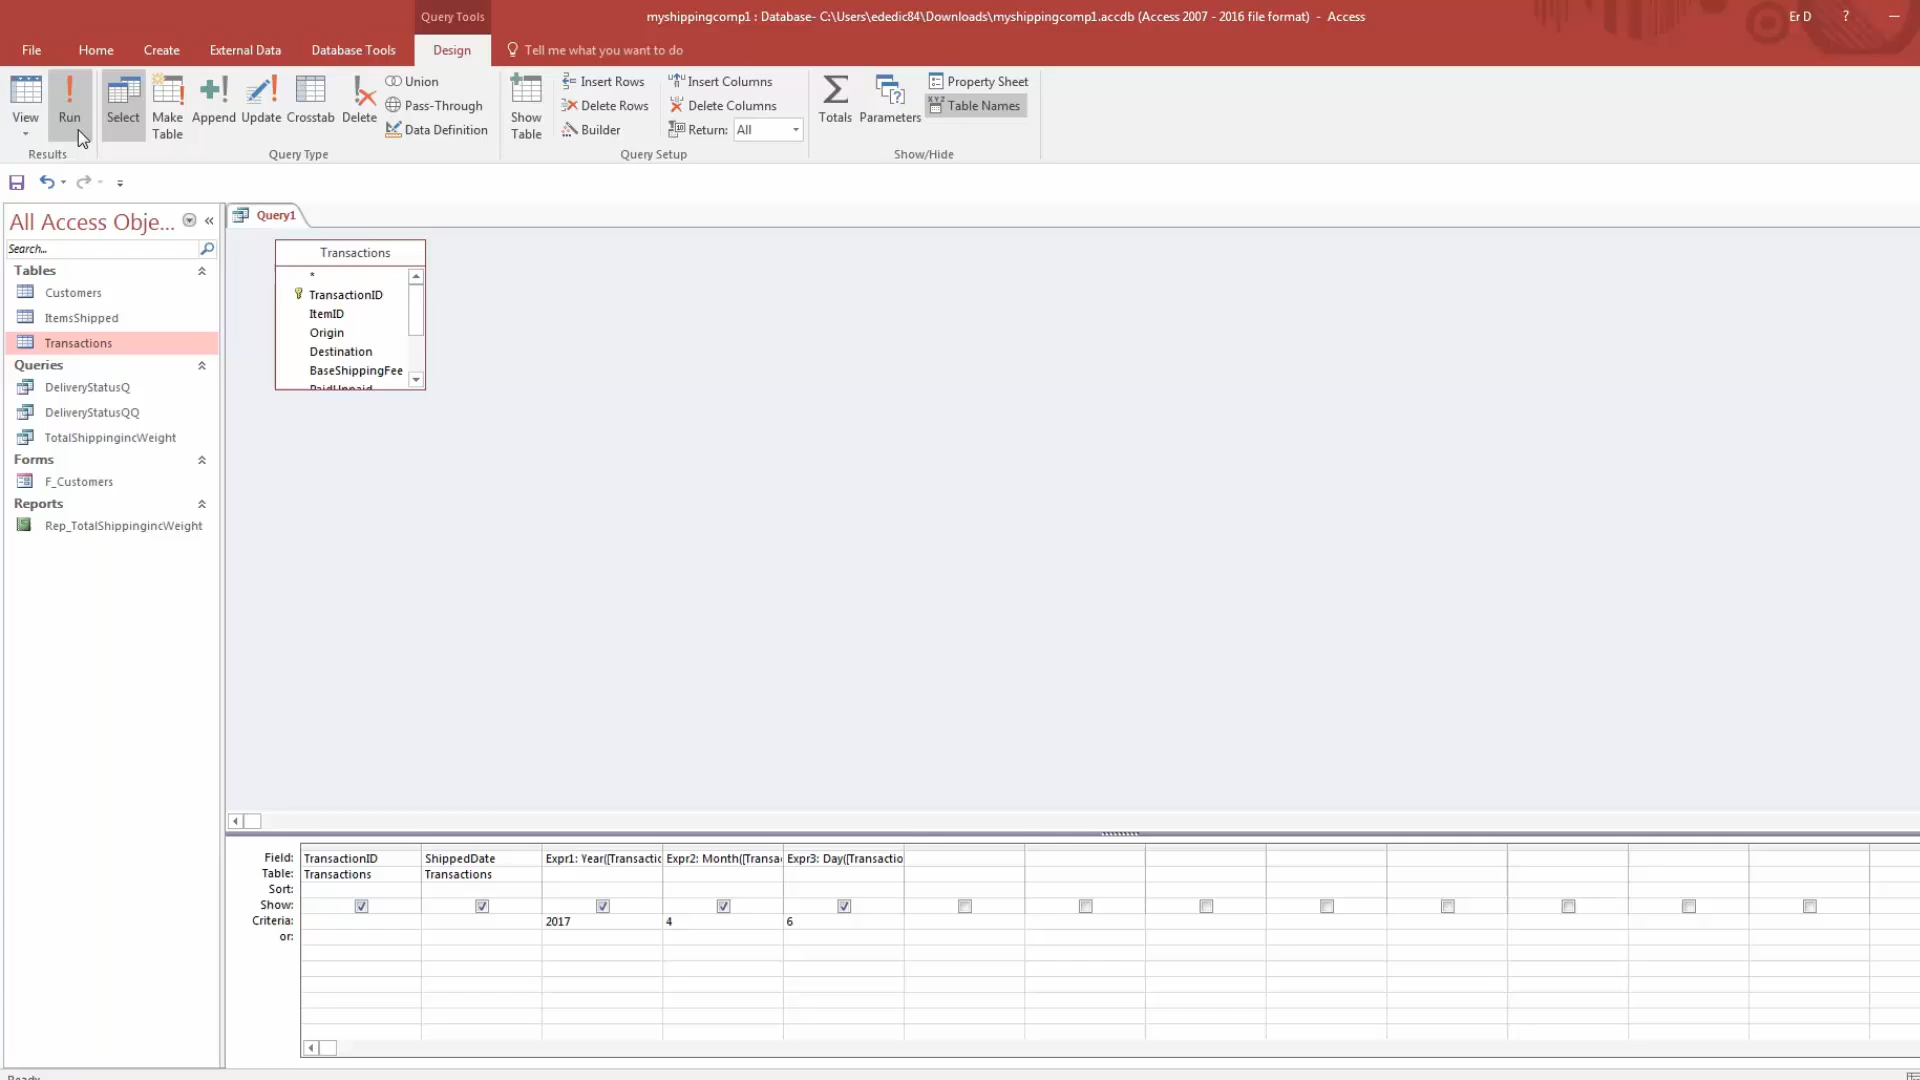 Query Tools
myshippingcomp1 : Database- C:\Users\ededic84\Downloads\myshippingcomp1.accdb (Access 2007 - 2016 file format) - Access
Er D
?
File
Home
Create
External Data
Database Tools
Design
Tell me what you want to do
View
Run
Select
Make
Table
Append
Update
Crosstab
Delete
Union
Pass-Through
Data Definition
Show
Table
Insert Rows
Delete Rows
Builder
Insert Columns
Delete Columns
Return: All
Totals
Parameters
Property Sheet
XYZ Table Names
Results
Query Type
Query Setup
Show/Hide
All Access Obje...
Search...
Tables
Customers
ItemsShipped
Transactions
Queries
DeliveryStatusQ
DeliveryStatusQQ
TotalShippingincWeight
Forms
F_Customers
Reports
Rep_TotalShippingincWeight
Query1
Transactions
*
TransactionID
ItemID
Origin
Destination
BaseShippingFee
PaidUnpaid
Field: TransactionID ShippedDate Expr1: Year([Transactic Expr2: Month([Transa Expr3: Day([Transactio
Table: Transactions Transactions
Sort:
Show:
Criteria: 2017 4 6
or:
Ready